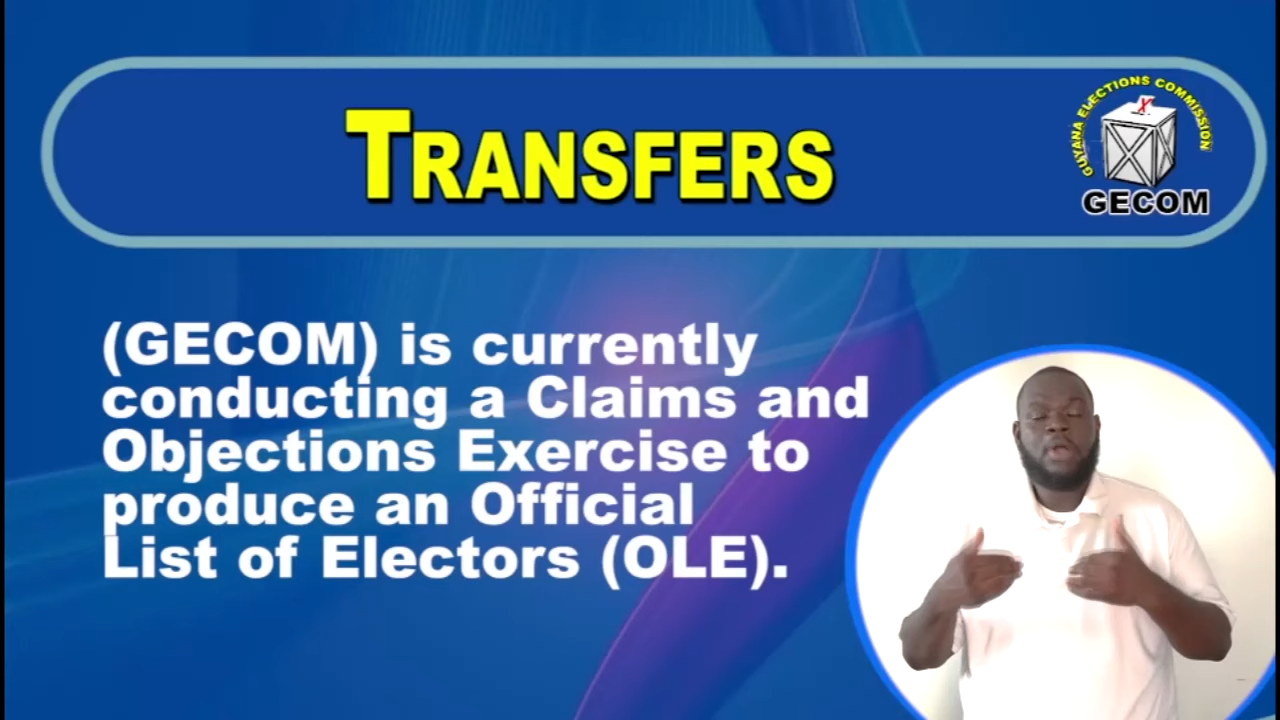 TRANSFERS
GUYANA ELECTIONS COMMISSION
X
GECOM
(GECOM) is currently
conducting a Claims and
Objections Exercise to
produce an Official
List of Electors (OLE).